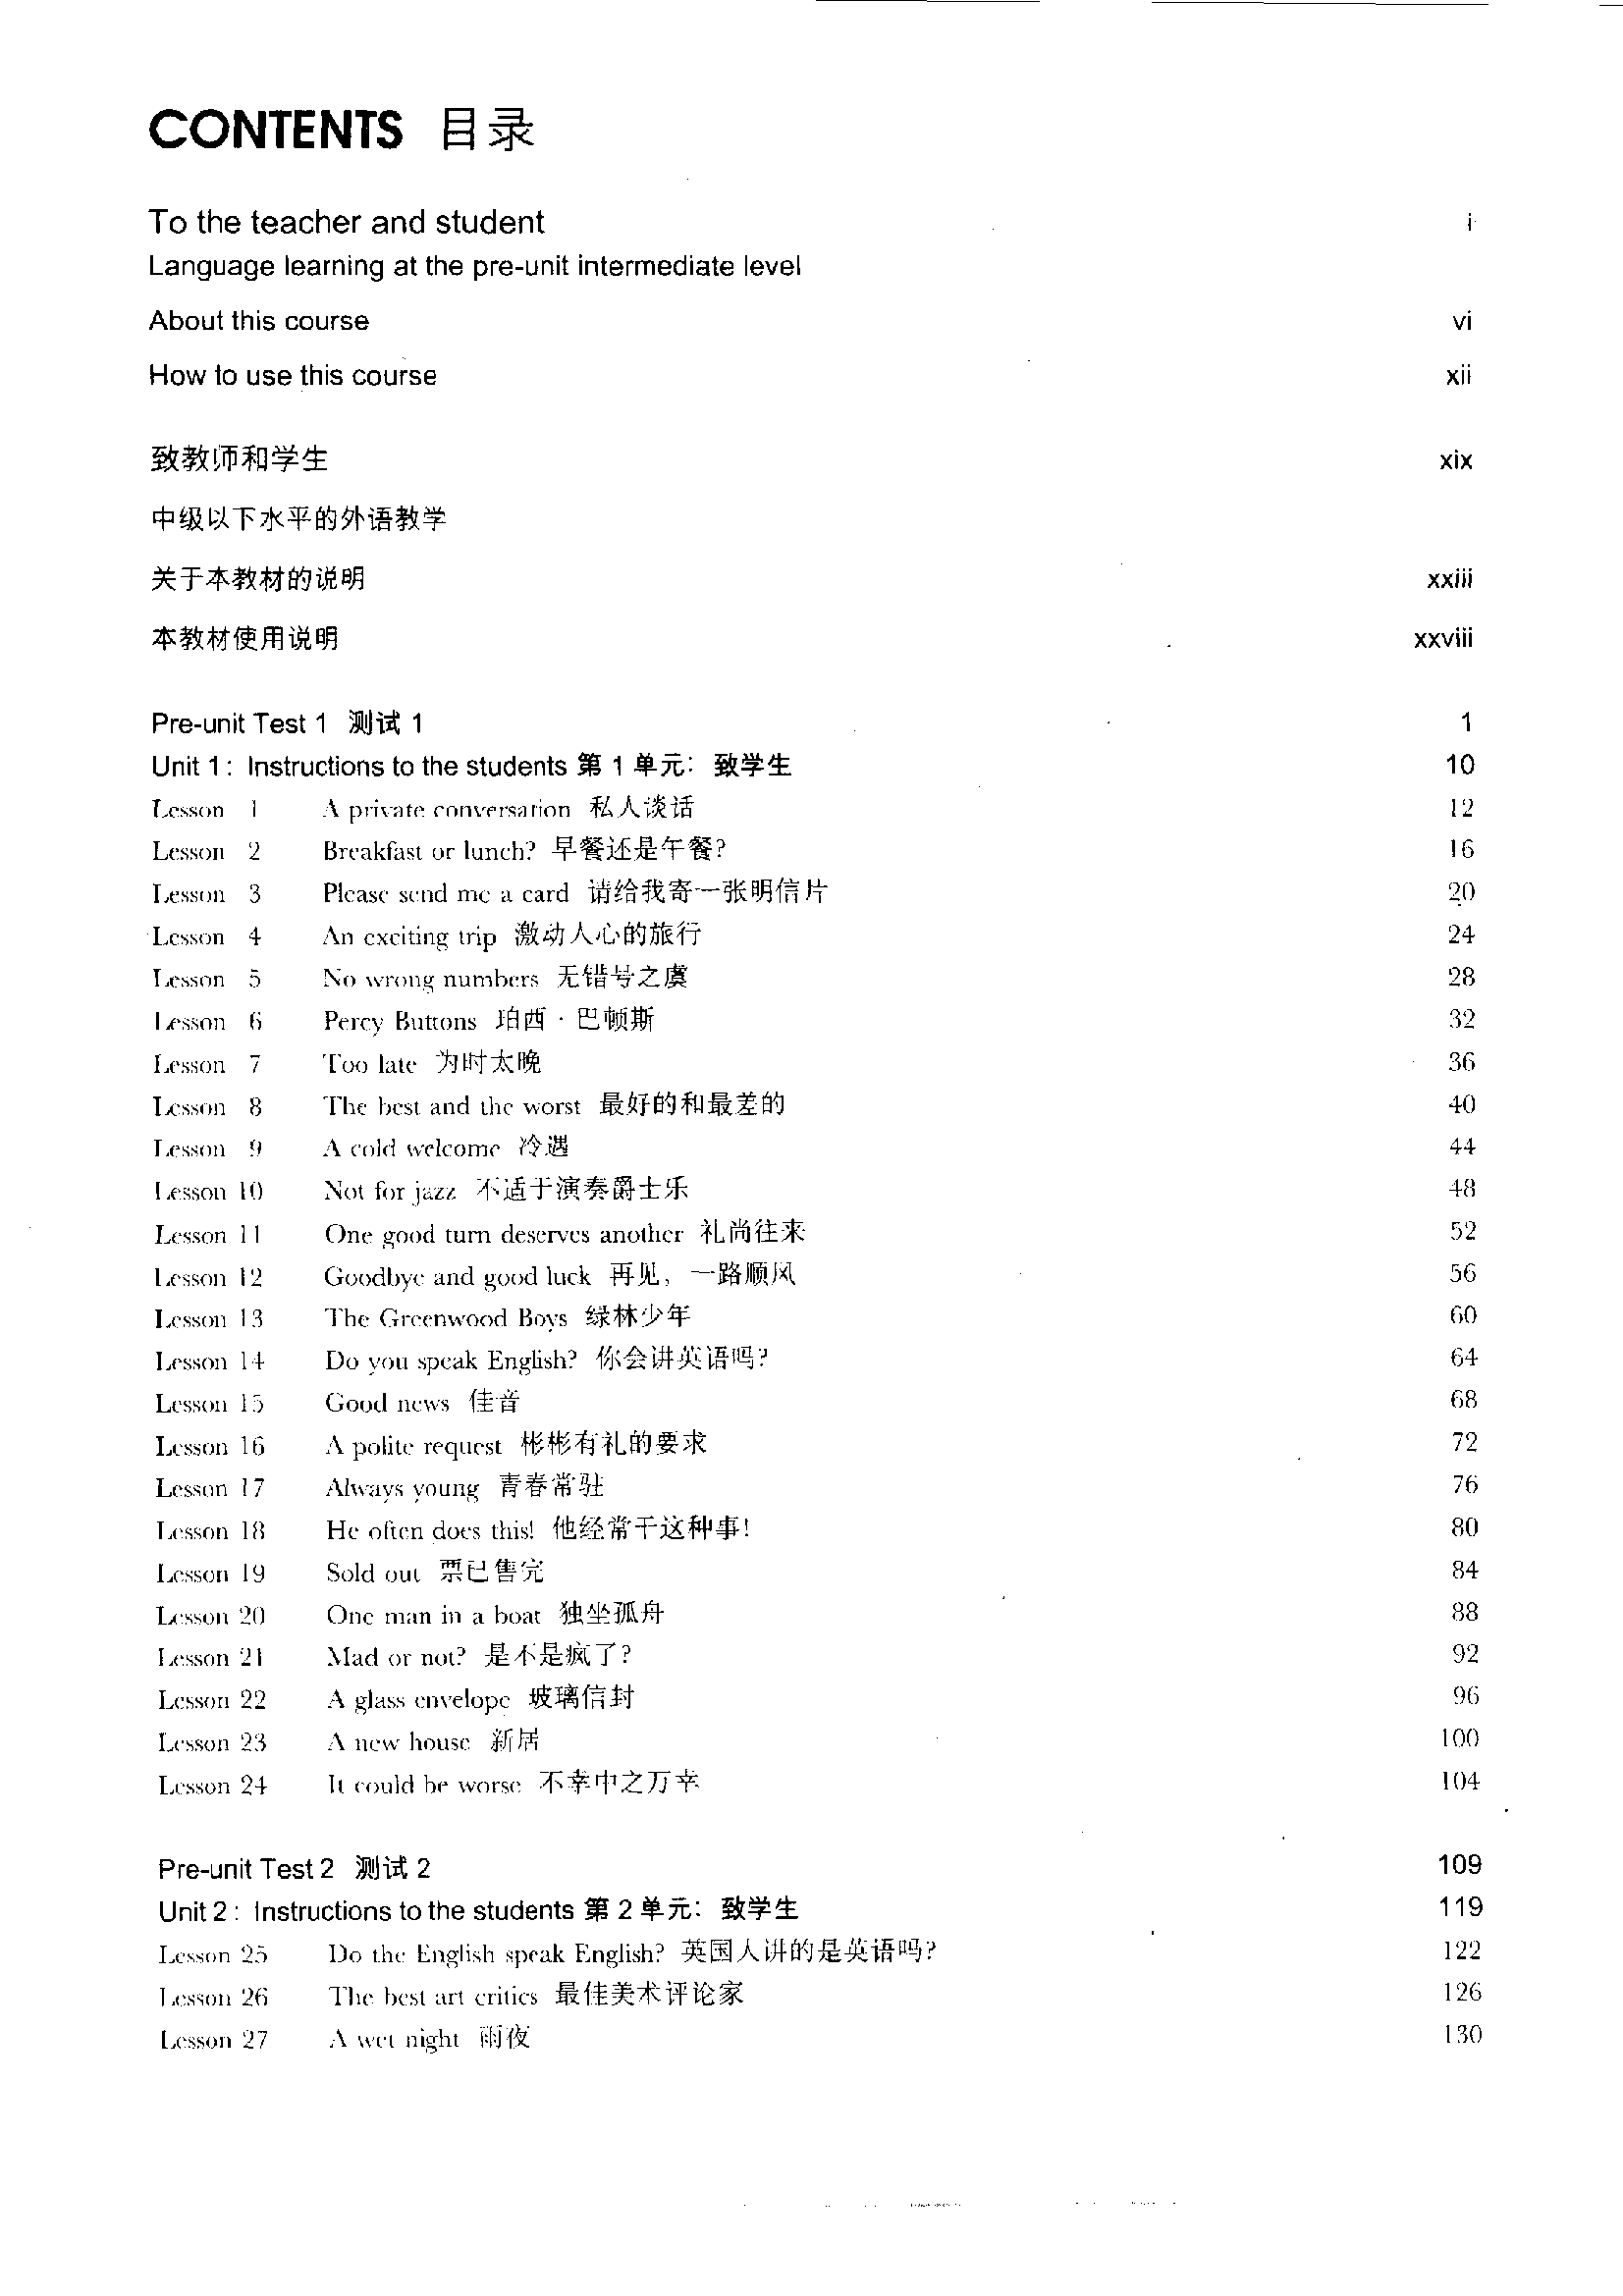 CONTENTS 目录
To the teacher and student i
Language learning at the pre-unit intermediate level
About this course vi
How to use this course xii
致教师和学生 xix
中级以下水平的外语教学
关于本教材的说明 xxiii
本教材使用说明 xxviii
Pre-unit Test 1 测试 1 1
Unit 1: Instructions to the students 第 1 单元: 致学生 10
Lesson 1 A private conversation 私人谈话 12
Lesson 2 Breakfast or lunch? 早餐还是午餐? 16
Lesson 3 Please send me a card 请给我寄一张明信片 20
Lesson 4 An exciting trip 激动人心的旅行 24
Lesson 5 No wrong numbers 无错号之虞 28
Lesson 6 Percy Buttons 珀西·巴顿斯 32
Lesson 7 Too late 为时太晚 36
Lesson 8 The best and the worst 最好的和最差的 40
Lesson 9 A cold welcome 冷遇 44
Lesson 10 Not for jazz 不适于演奏爵士乐 48
Lesson 11 One good turn deserves another 礼尚往来 52
Lesson 12 Goodbye and good luck 再见, 一路顺风 56
Lesson 13 The Greenwood Boys 绿林少年 60
Lesson 14 Do you speak English? 你会讲英语吗? 64
Lesson 15 Good news 佳音 68
Lesson 16 A polite request 彬彬有礼的要求 72
Lesson 17 Always young 青春常驻 76
Lesson 18 He often does this! 他经常干这种事! 80
Lesson 19 Sold out 票已售完 84
Lesson 20 One man in a boat 独坐孤舟 88
Lesson 21 Mad or not? 是不是疯了? 92
Lesson 22 A glass envelope 玻璃信封 96
Lesson 23 A new house 新居 100
Lesson 24 It could be worse 不幸中之万幸 104
Pre-unit Test 2 测试 2 109
Unit 2: Instructions to the students 第 2 单元: 致学生 119
Lesson 25 Do the English speak English? 英国人讲的是英语吗? 122
Lesson 26 The best art critics 最佳美术评论家 126
Lesson 27 A wet night 雨夜 130